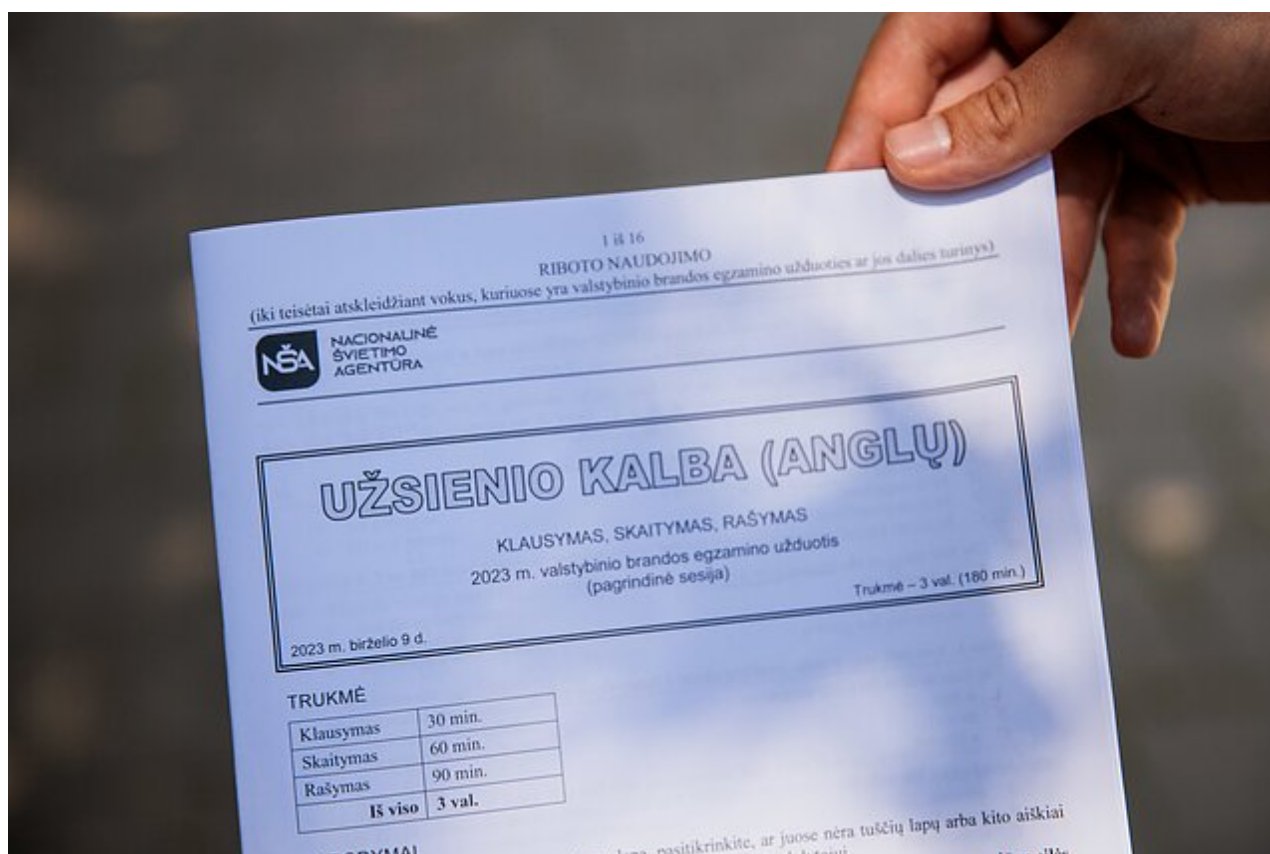 1 iš 16
RIBOTO NAUDOJIMO
(iki teisėtai atskleidžiant vokus, kuriuose yra valstybinio brandos egzamino užduoties ar jos dalies turinys)
NŠA
NACIONALINĖ
ŠVIETIMO
AGENTŪRA
UŽSIENIO KALBA (ANGLŲ)
KLAUSYMAS, SKAITYMAS, RAŠYMAS
2023 m. valstybinio brandos egzamino užduotis
(pagrindinė sesija)
Trukmė – 3 val. (180 min.)
2023 m. birželio 9 d.
TRUKMĖ
Klausymas 30 min.
Skaitymas 60 min.
Rašymas 90 min.
Iš viso 3 val.
pasitikrinkite, ar juose nėra tuščių lapų arba kito aiškiai